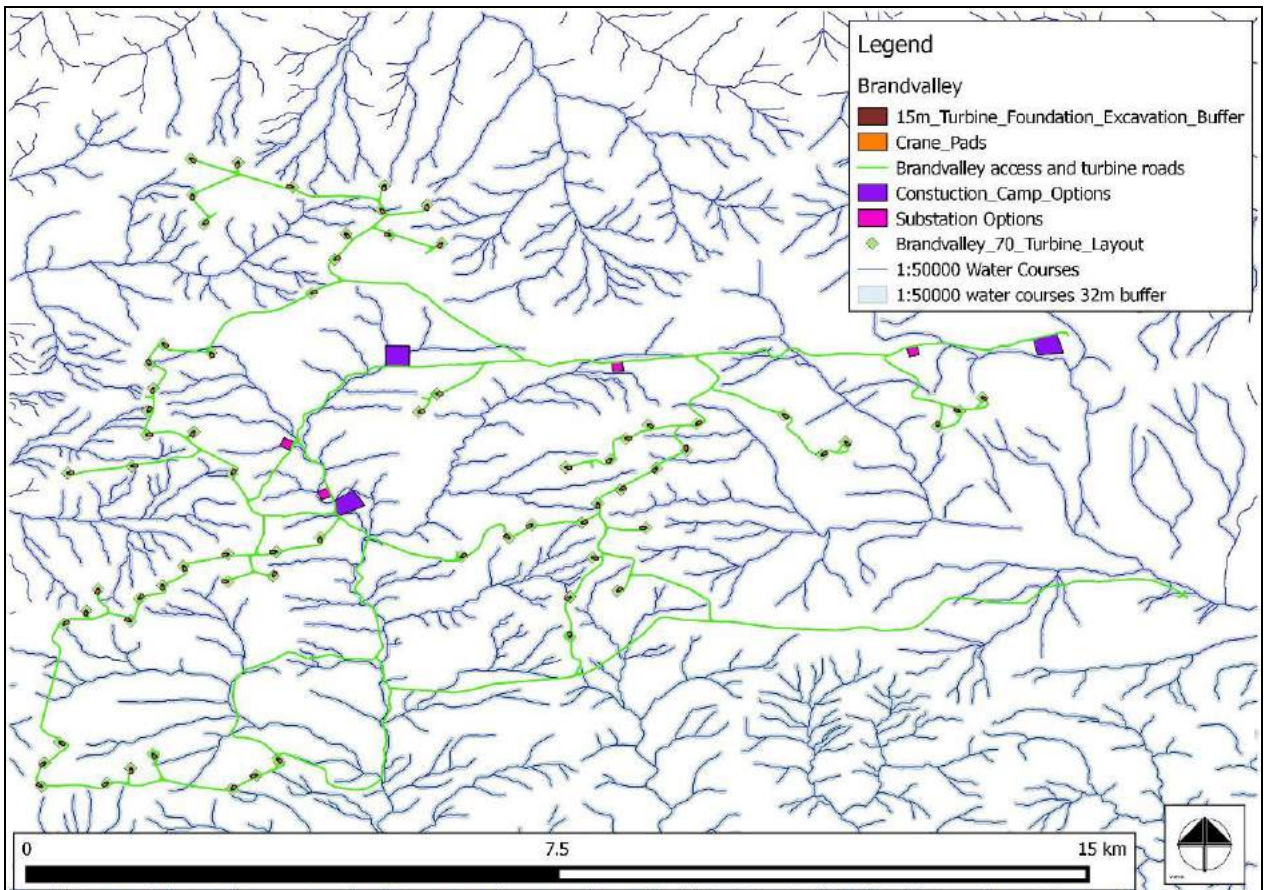 Legend
Brandvalley
15m_Turbine_Foundation_Excavation_Buffer
Crane_Pads
Brandvalley access and turbine roads
Constuction_Camp_Options
Substation Options
Brandvalley_70_Turbine_Layout
1:50000 Water Courses
1:50000 water courses 32m buffer
0 7.5 15 km